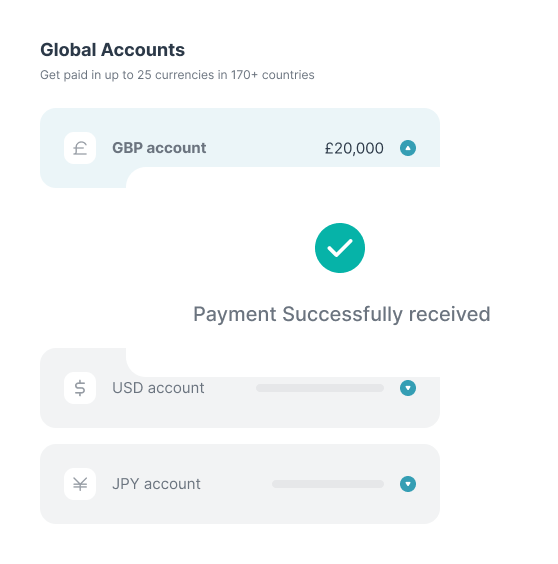 Global Accounts
Get paid in up to 25 currencies in 170+ countries
£ GBP account £20,000
Payment Successfully received
$ USD account
¥ JPY account